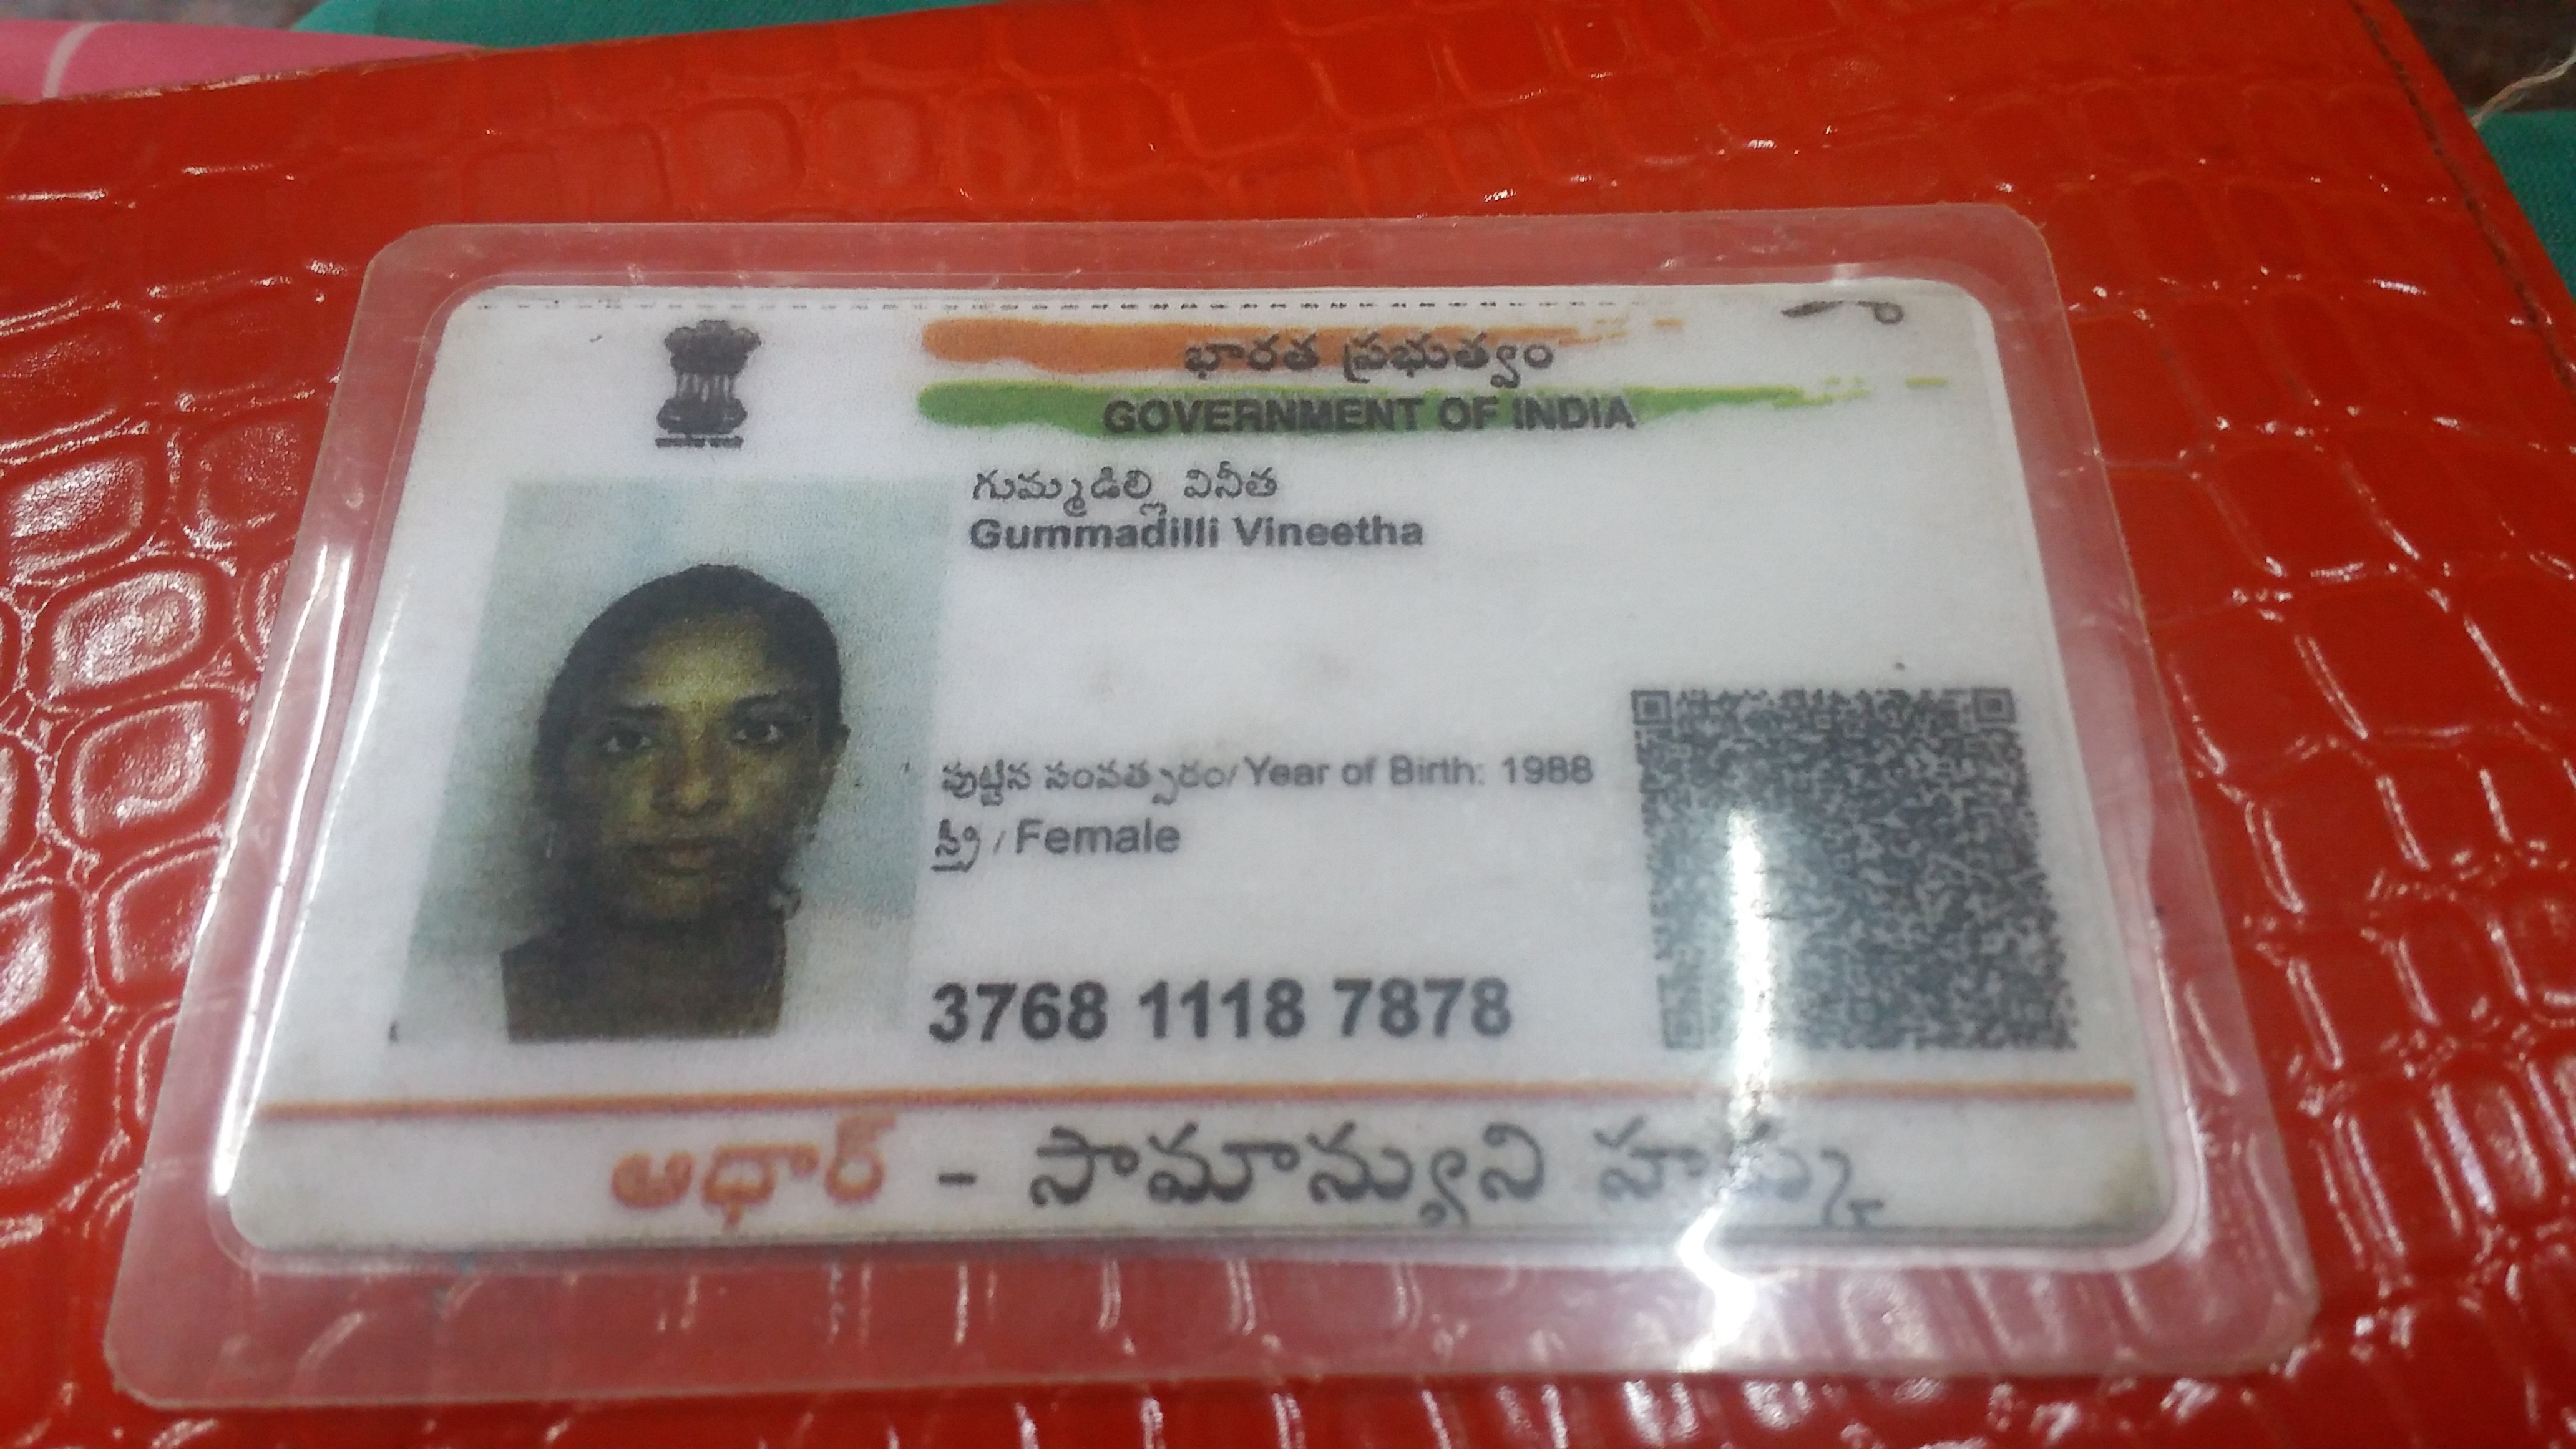 భారత ప్రభుత్వం
GOVERNMENT OF INDIA
గుమ్మడిల్లి వినీత
Gummadilli Vineetha
పుట్టిన సంవత్సరం/ Year of Birth: 1988
స్త్రీ / Female
3768 1118 7878
ఆధార్ - సామాన్యుని హక్కు